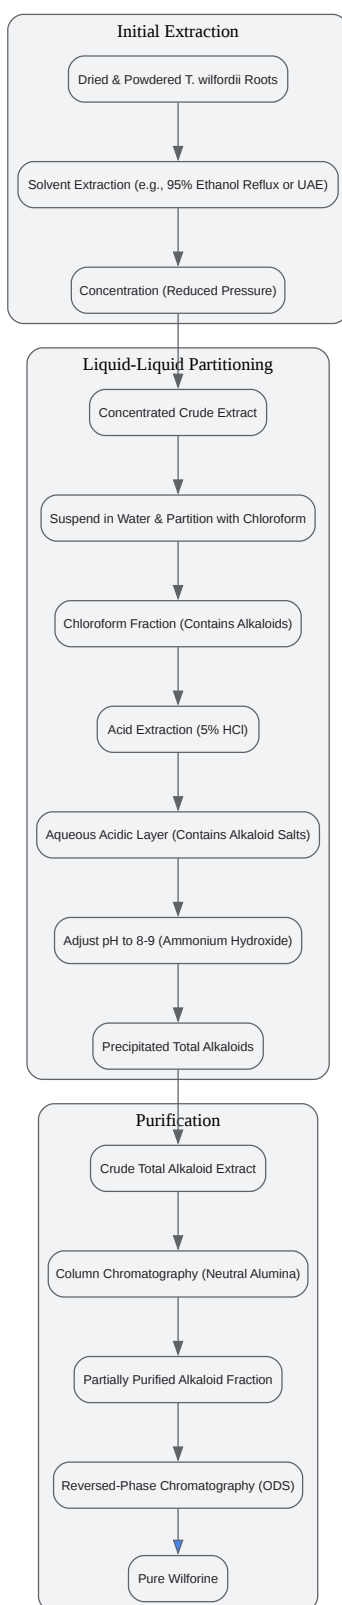 Initial Extraction
Dried & Powdered T. wilfordii Roots
Solvent Extraction (e.g., 95% Ethanol Reflux or UAE)
Concentration (Reduced Pressure)
Liquid-Liquid Partitioning
Concentrated Crude Extract
Suspend in Water & Partition with Chloroform
Chloroform Fraction (Contains Alkaloids)
Acid Extraction (5% HCl)
Aqueous Acidic Layer (Contains Alkaloid Salts)
Adjust pH to 8-9 (Ammonium Hydroxide)
Precipitated Total Alkaloids
Purification
Crude Total Alkaloid Extract
Column Chromatography (Neutral Alumina)
Partially Purified Alkaloid Fraction
Reversed-Phase Chromatography (ODS)
Pure Wilforine